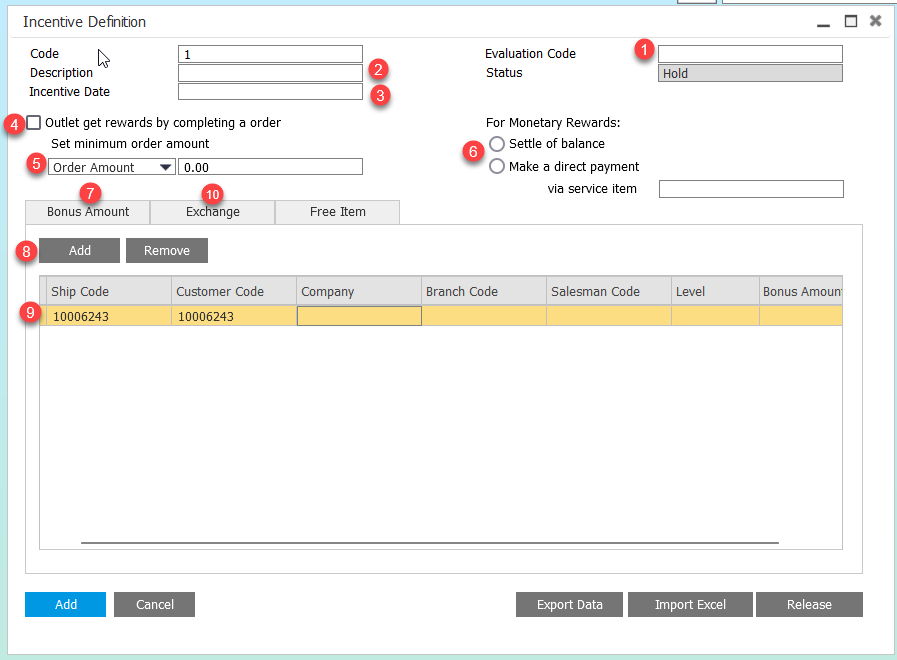 Incentive Definition
Code 1 Evaluation Code 1
Description 2 Status Hold
Incentive Date 3
4 Outlet get rewards by completing a order For Monetary Rewards:
Set minimum order amount 6 Settle of balance
5 Order Amount 0.00 Make a direct payment
via service item
7 10
Bonus Amount Exchange Free Item
8 Add Remove
Ship Code Customer Code Company Branch Code Salesman Code Level Bonus Amoun
9 10006243 10006243
Add Cancel Export Data Import Excel Release